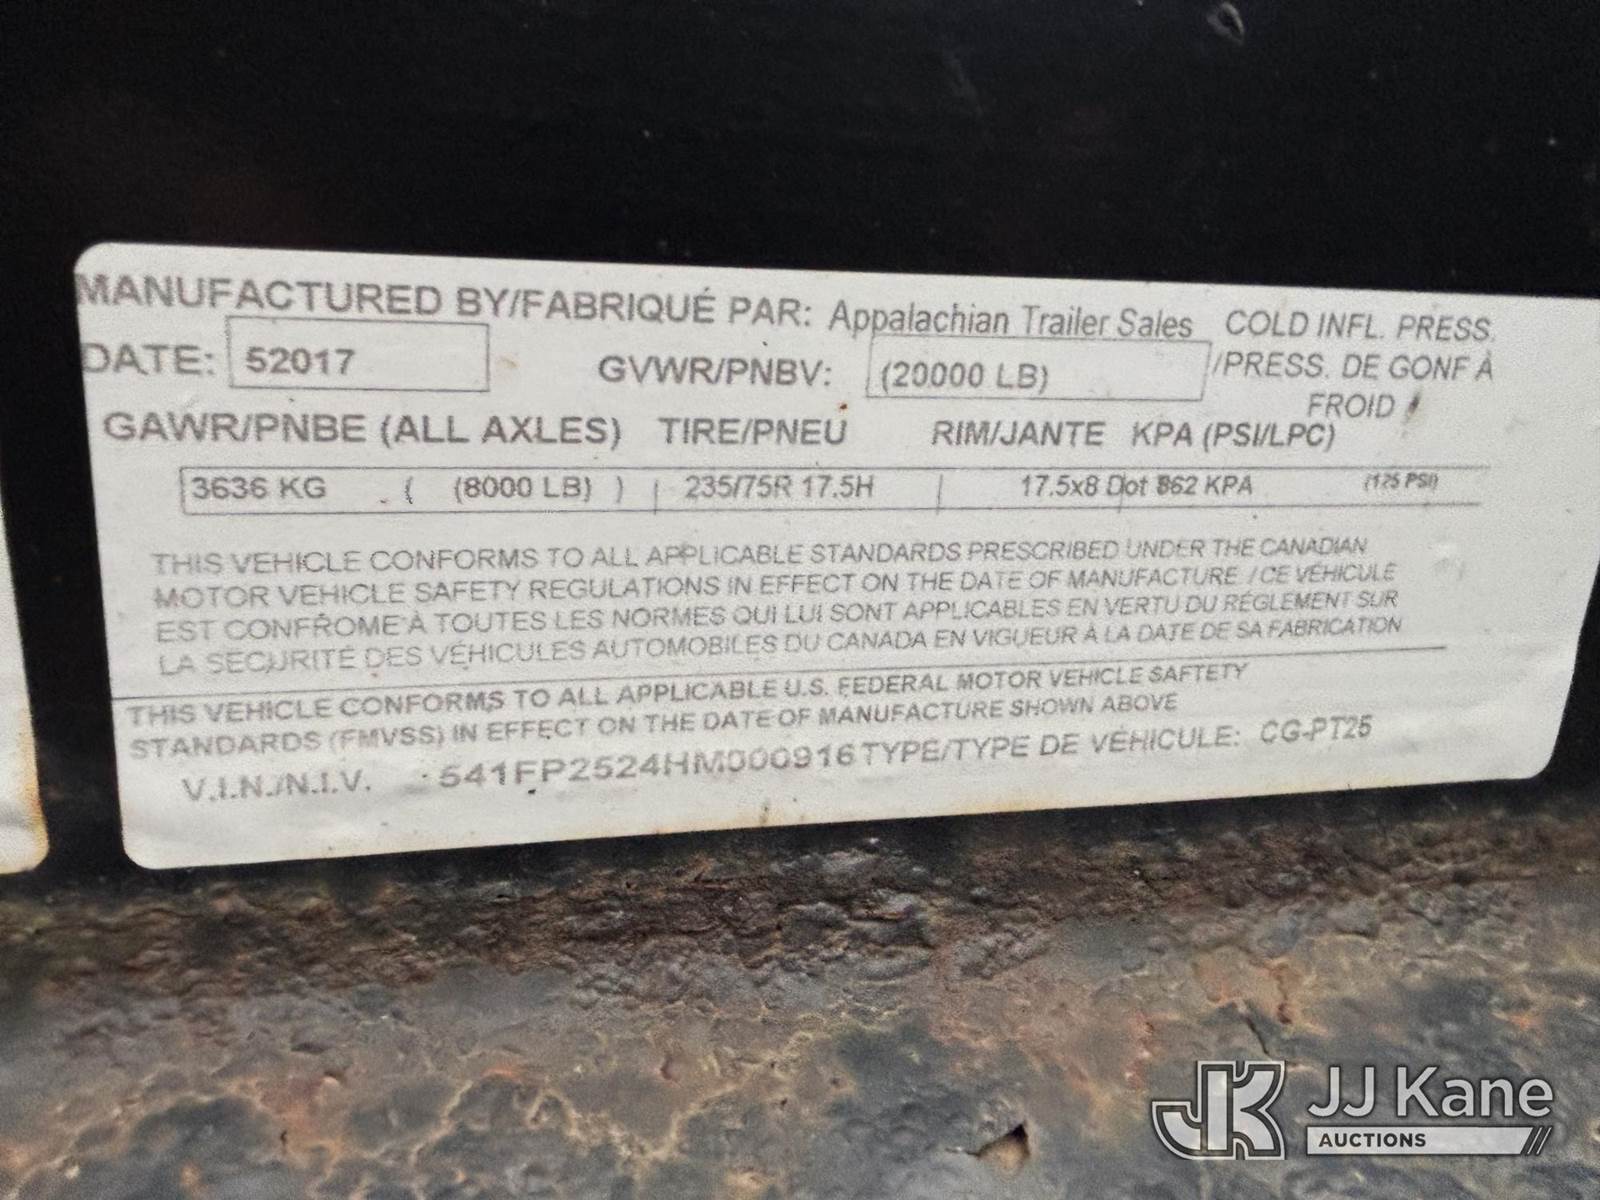 MANUFACTURED BY/FABRIQUÉ PAR: Appalachian Trailer Sales COLD INFL. PRESS.
DATE: 52017 GVWR/PNBV: (20000 LB) /PRESS. DE GONF À
FROID
GAWR/PNBE (ALL AXLES) TIRE/PNEU RIM/JANTE KPA (PSI/LPC)
3636 KG ( (8000 LB) ) 235/75R 17.5H 17.5x8 Dot 862 KPA (125 PSI)
THIS VEHICLE CONFORMS TO ALL APPLICABLE STANDARDS PRESCRIBED UNDER THE CANADIAN
MOTOR VEHICLE SAFETY REGULATIONS IN EFFECT ON THE DATE OF MANUFACTURE / CE VÉHICULE
EST CONFROME À TOUTES LES NORMES QUI LUI SONT APPLICABLES EN VERTU DU RÉGLEMENT SUR
LA SÉCURITÉ DES VÉHICULES AUTOMOBILES DU CANADA EN VIGUEUR À LA DATE DE SA FABRICATION
THIS VEHICLE CONFORMS TO ALL APPLICABLE U.S. FEDERAL MOTOR VEHICLE SAFTETY
STANDARDS (FMVSS) IN EFFECT ON THE DATE OF MANUFACTURE SHOWN ABOVE
V.I.N./N.I.V. 541FP2524HM000916 TYPE/TYPE DE VÉHICULE: CG-PT25
JK JJ Kane
AUCTIONS